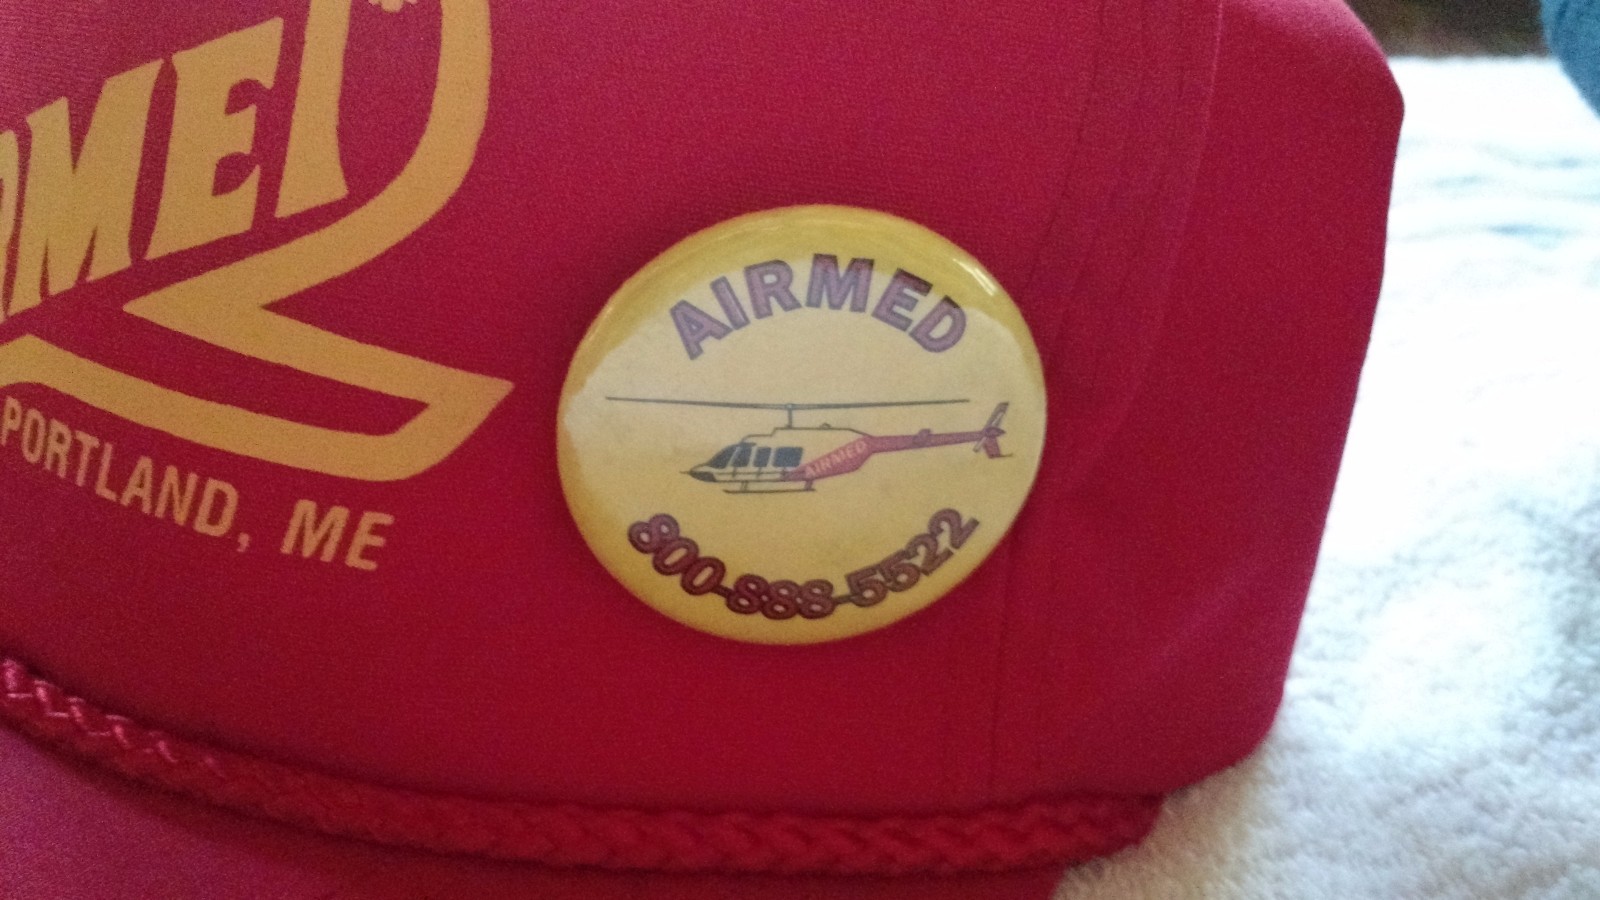 RMED
PORTLAND, ME
AIRMED
AIRMED
800-888-5522